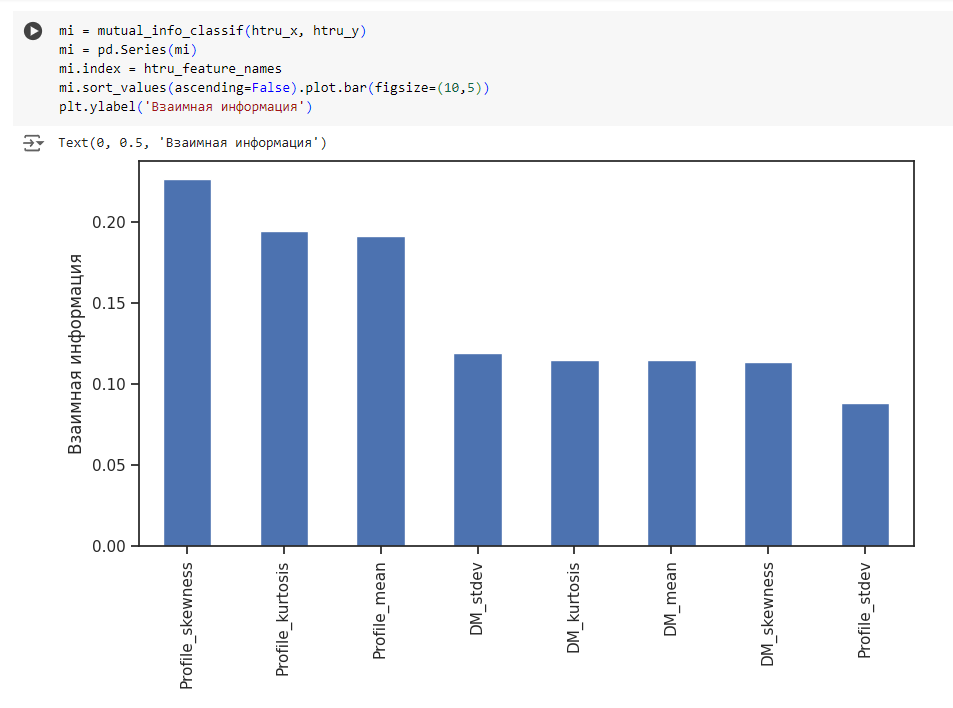 mi = mutual_info_classif(htru_x, htru_y)
mi = pd.Series(mi)
mi.index = htru_feature_names
mi.sort_values(ascending=False).plot.bar(figsize=(10,5))
plt.ylabel('Взаимная информация')
Text(0, 0.5, 'Взаимная информация')
0.20
0.15
0.10
0.05
0.00
Взаимная информация
Profile_skewness
Profile_kurtosis
Profile_mean
DM_stdev
DM_kurtosis
DM_mean
DM_skewness
Profile_stdev